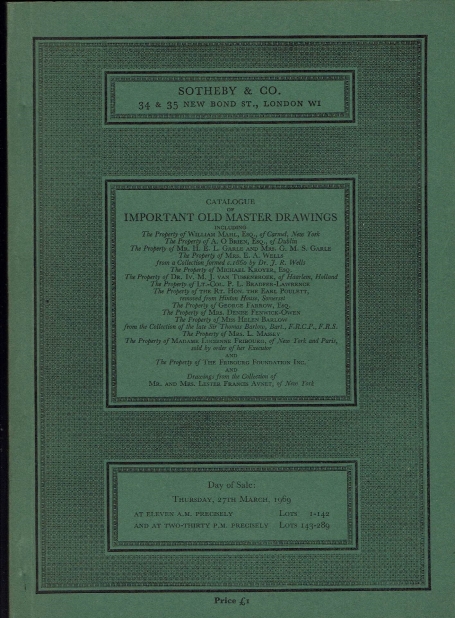 SOTHEBY & CO.
34 & 35 NEW BOND ST., LONDON W1
CATALOGUE
OF
IMPORTANT OLD MASTER DRAWINGS
INCLUDING
The Property of WILLIAM MAHL, ESQ., of Carmel, New York
The Property of A. O'BRIEN, ESQ., of Dublin
The Property of MR. H. E. L. GARLE AND MRS. G. M. S. GARLE
The Property of MRS. E. A. WELLS
from a Collection formed c.1860 by Dr. J. R. Wells
The Property of MICHAEL KROYER, ESQ.
The Property of DR. IV. M. J. VAN of Haarlem, Holland
The Property of LT.-COL. P. L. BRADFER-LAWRENCE
The Property of THE RT. HON. THE EARL POULETT,
removed from Hinton House, Somerset
The Property of GEORGE FARROW, ESQ.
The Property of MRS. DENISE FENWICK-OWEN
The Property of MISS HELEN BARLOW
from the Collection of the late Sir Thomas Barlow, Bart., F.R.C.P., F.R.S.
The Property of MRS. L. MASSEY
The Property of MADAME LUCIENNE FRIBOURG, of New York and Paris,
sold by order of her Executor
AND
The Property of THE FRIBOURG FOUNDATION INC.
AND
Drawings from the Collection of
MR. AND MRS. LESTER FRANCIS AVNET, of New York
Day of Sale:
THURSDAY, 27TH MARCH, 1969
AT ELEVEN A.M. PRECISELY LOTS 1-142
AND AT TWO-THIRTY P.M. PRECISELY LOTS 143-289
Price £1